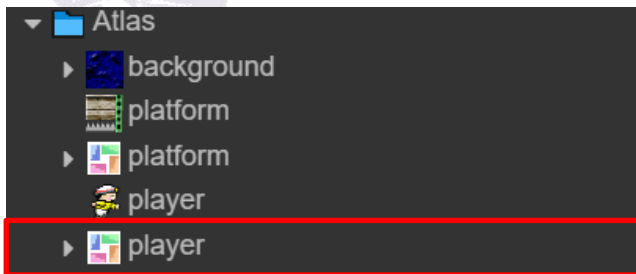 Atlas
background
platform
platform
player
player